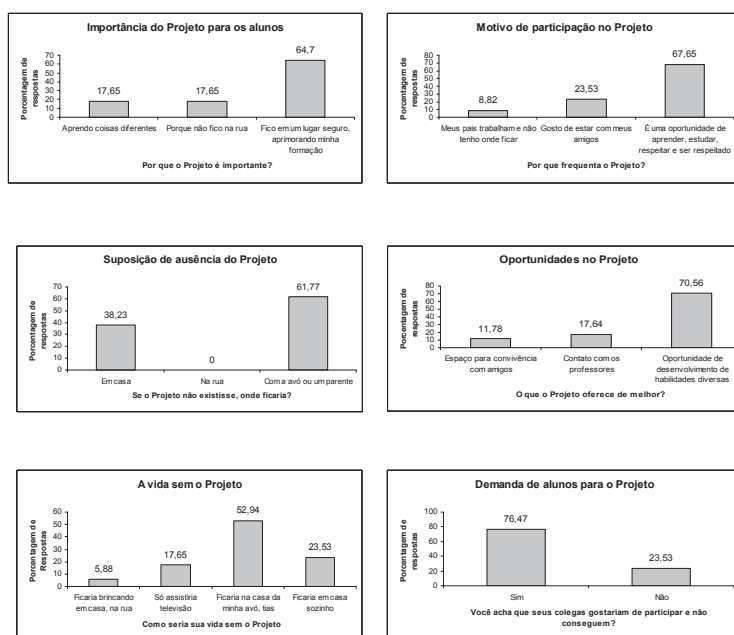 Importância do Projeto para os alunos
Porcentagem de
respostas
70
60
50
40
30
20
10
0
17,65
17,65
64,7
Aprendo coisas diferentes
Porque não fico na rua
Fico em um lugar seguro,
aprimorando minha
formação
Por que o Projeto é importante?
Motivo de participação no Projeto
Porcentagem de
respostas
80
70
60
50
40
30
20
10
0
8,82
23,53
67,65
Meus pais trabalham e não
tenho onde ficar
Gosto de estar com meus
amigos
É uma oportunidade de
aprender, estudar,
respeitar e ser respeitado
Por que frequenta o Projeto?
Suposição de ausência do Projeto
Porcentagem de
respostas
70
60
50
40
30
20
10
0
38,23
0
61,77
Em casa
Na rua
Com a avó ou um parente
Se o Projeto não existisse, onde ficaria?
Oportunidades no Projeto
Porcentagem de
respostas
80
70
60
50
40
30
20
10
0
11,78
17,64
70,56
Espaço para convivência
com amigos
Contato com os
professores
Oportunidade de
desenvolvimento de
habilidades diversas
O que o Projeto oferece de melhor?
A vida sem o Projeto
Porcentagem de
Respostas
60
50
40
30
20
10
0
5,88
17,65
52,94
23,53
Ficaria brincando
em casa, na rua
Só assistiria
televisão
Ficaria na casa da
minha avó, tias
Ficaria em casa
sozinho
Como seria sua vida sem o Projeto
Demanda de alunos para o Projeto
Porcentagem de
respostas
100
80
60
40
20
0
76,47
23,53
Sim
Não
Você acha que seus colegas gostariam de participar e não
conseguem?